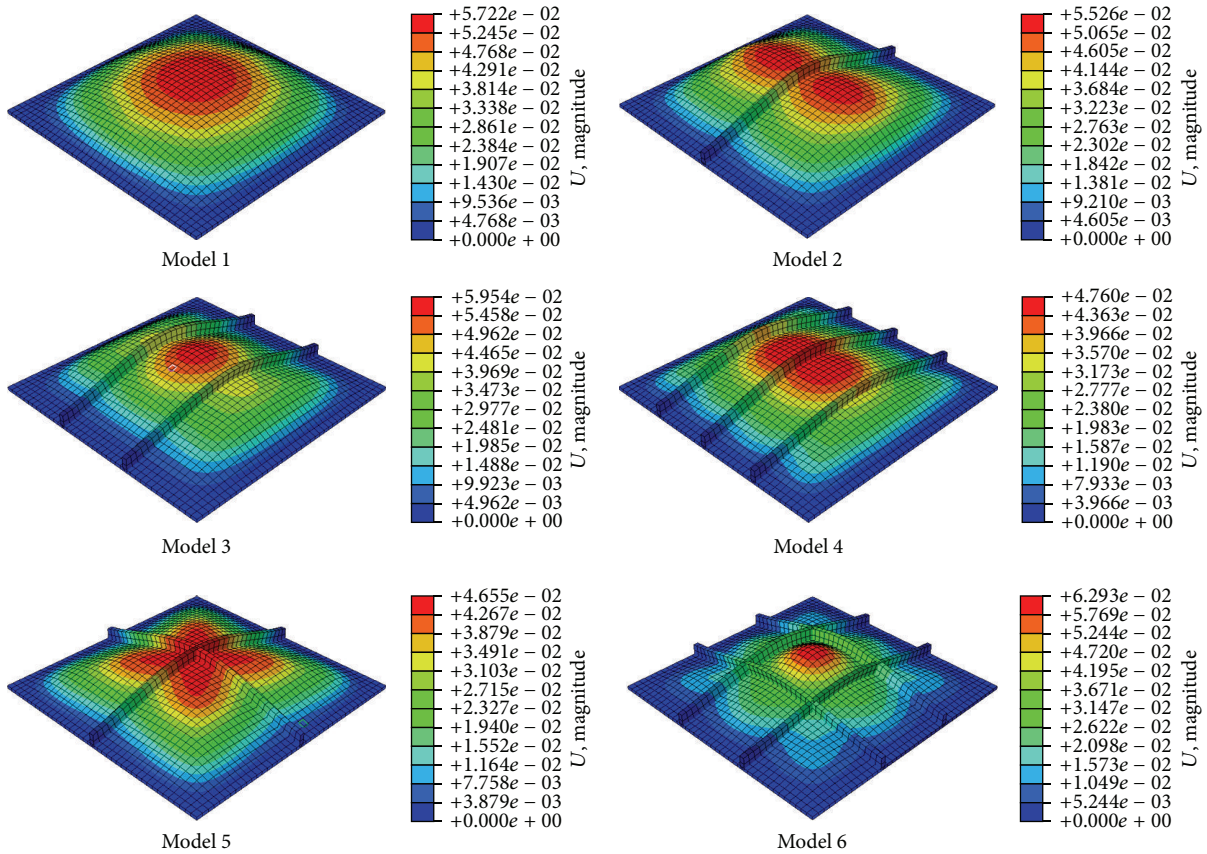 +5.722e − 02
+5.245e − 02
+4.768e − 02
+4.291e − 02
+3.814e − 02
+3.338e − 02
+2.861e − 02
+2.384e − 02
+1.907e − 02
+1.430e − 02
+9.536e − 03
+4.768e − 03
+0.000e + 00
U, magnitude
Model 1
+5.526e − 02
+5.065e − 02
+4.605e − 02
+4.144e − 02
+3.684e − 02
+3.223e − 02
+2.763e − 02
+2.302e − 02
+1.842e − 02
+1.381e − 02
+9.210e − 03
+4.605e − 03
+0.000e + 00
U, magnitude
Model 2
+5.954e − 02
+5.458e − 02
+4.962e − 02
+4.465e − 02
+3.969e − 02
+3.473e − 02
+2.977e − 02
+2.481e − 02
+1.985e − 02
+1.488e − 02
+9.923e − 03
+4.962e − 03
+0.000e + 00
U, magnitude
Model 3
+4.760e − 02
+4.363e − 02
+3.966e − 02
+3.570e − 02
+3.173e − 02
+2.777e − 02
+2.380e − 02
+1.983e − 02
+1.587e − 02
+1.190e − 02
+7.933e − 03
+3.966e − 03
+0.000e + 00
U, magnitude
Model 4
+4.655e − 02
+4.267e − 02
+3.879e − 02
+3.491e − 02
+3.103e − 02
+2.715e − 02
+2.327e − 02
+1.940e − 02
+1.552e − 02
+1.164e − 02
+7.758e − 03
+3.879e − 03
+0.000e + 00
U, magnitude
Model 5
+6.293e − 02
+5.769e − 02
+5.244e − 02
+4.720e − 02
+4.195e − 02
+3.671e − 02
+3.147e − 02
+2.622e − 02
+2.098e − 02
+1.573e − 02
+1.049e − 02
+5.244e − 03
+0.000e + 00
U, magnitude
Model 6